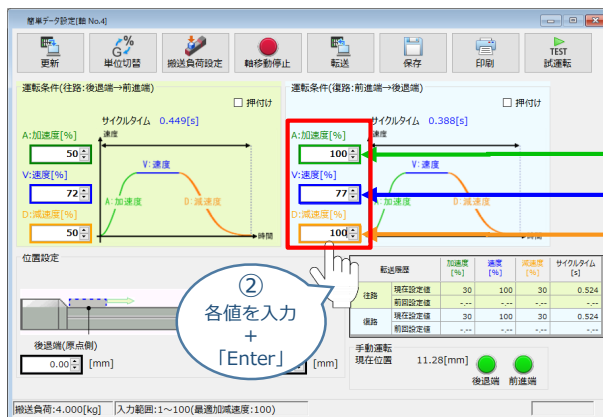 簡単データ設定[軸 No.4]
更新
単位切替
搬送負荷設定
軸移動停止
転送
保存
印刷
TEST
試運転
運転条件(往路:後退端→前進端)
押付け
サイクルタイム 0.449[s]
A:加速度[%]
50
V:速度[%]
72
D:減速度[%]
50
速度
V:速度
A:加速度
D:減速度
時間
運転条件(復路:前進端→後退端)
押付け
サイクルタイム 0.388[s]
A:加速度[%]
100
V:速度[%]
77
D:減速度[%]
100
速度
V:速度
加速度
D:減速度
時間
位置設定
後退端(原点側)
0.00 [mm]
[mm]
②
各値を入力
+
「Enter」
転送履歴 加速度[%] 速度[%] 減速度[%] サイクルタイム[s]
往路 現在設定値 30 100 30 0.524
前回設定値 -.-- -.-- -.-- -.--
復路 現在設定値 30 100 30 0.524
前回設定値 -.-- -.-- -.-- -.--
手動運転
現在位置 11.28[mm]
後退端 前進端
搬送負荷:4.000[kg] 入力範囲:1～100(最適加減速度:100)